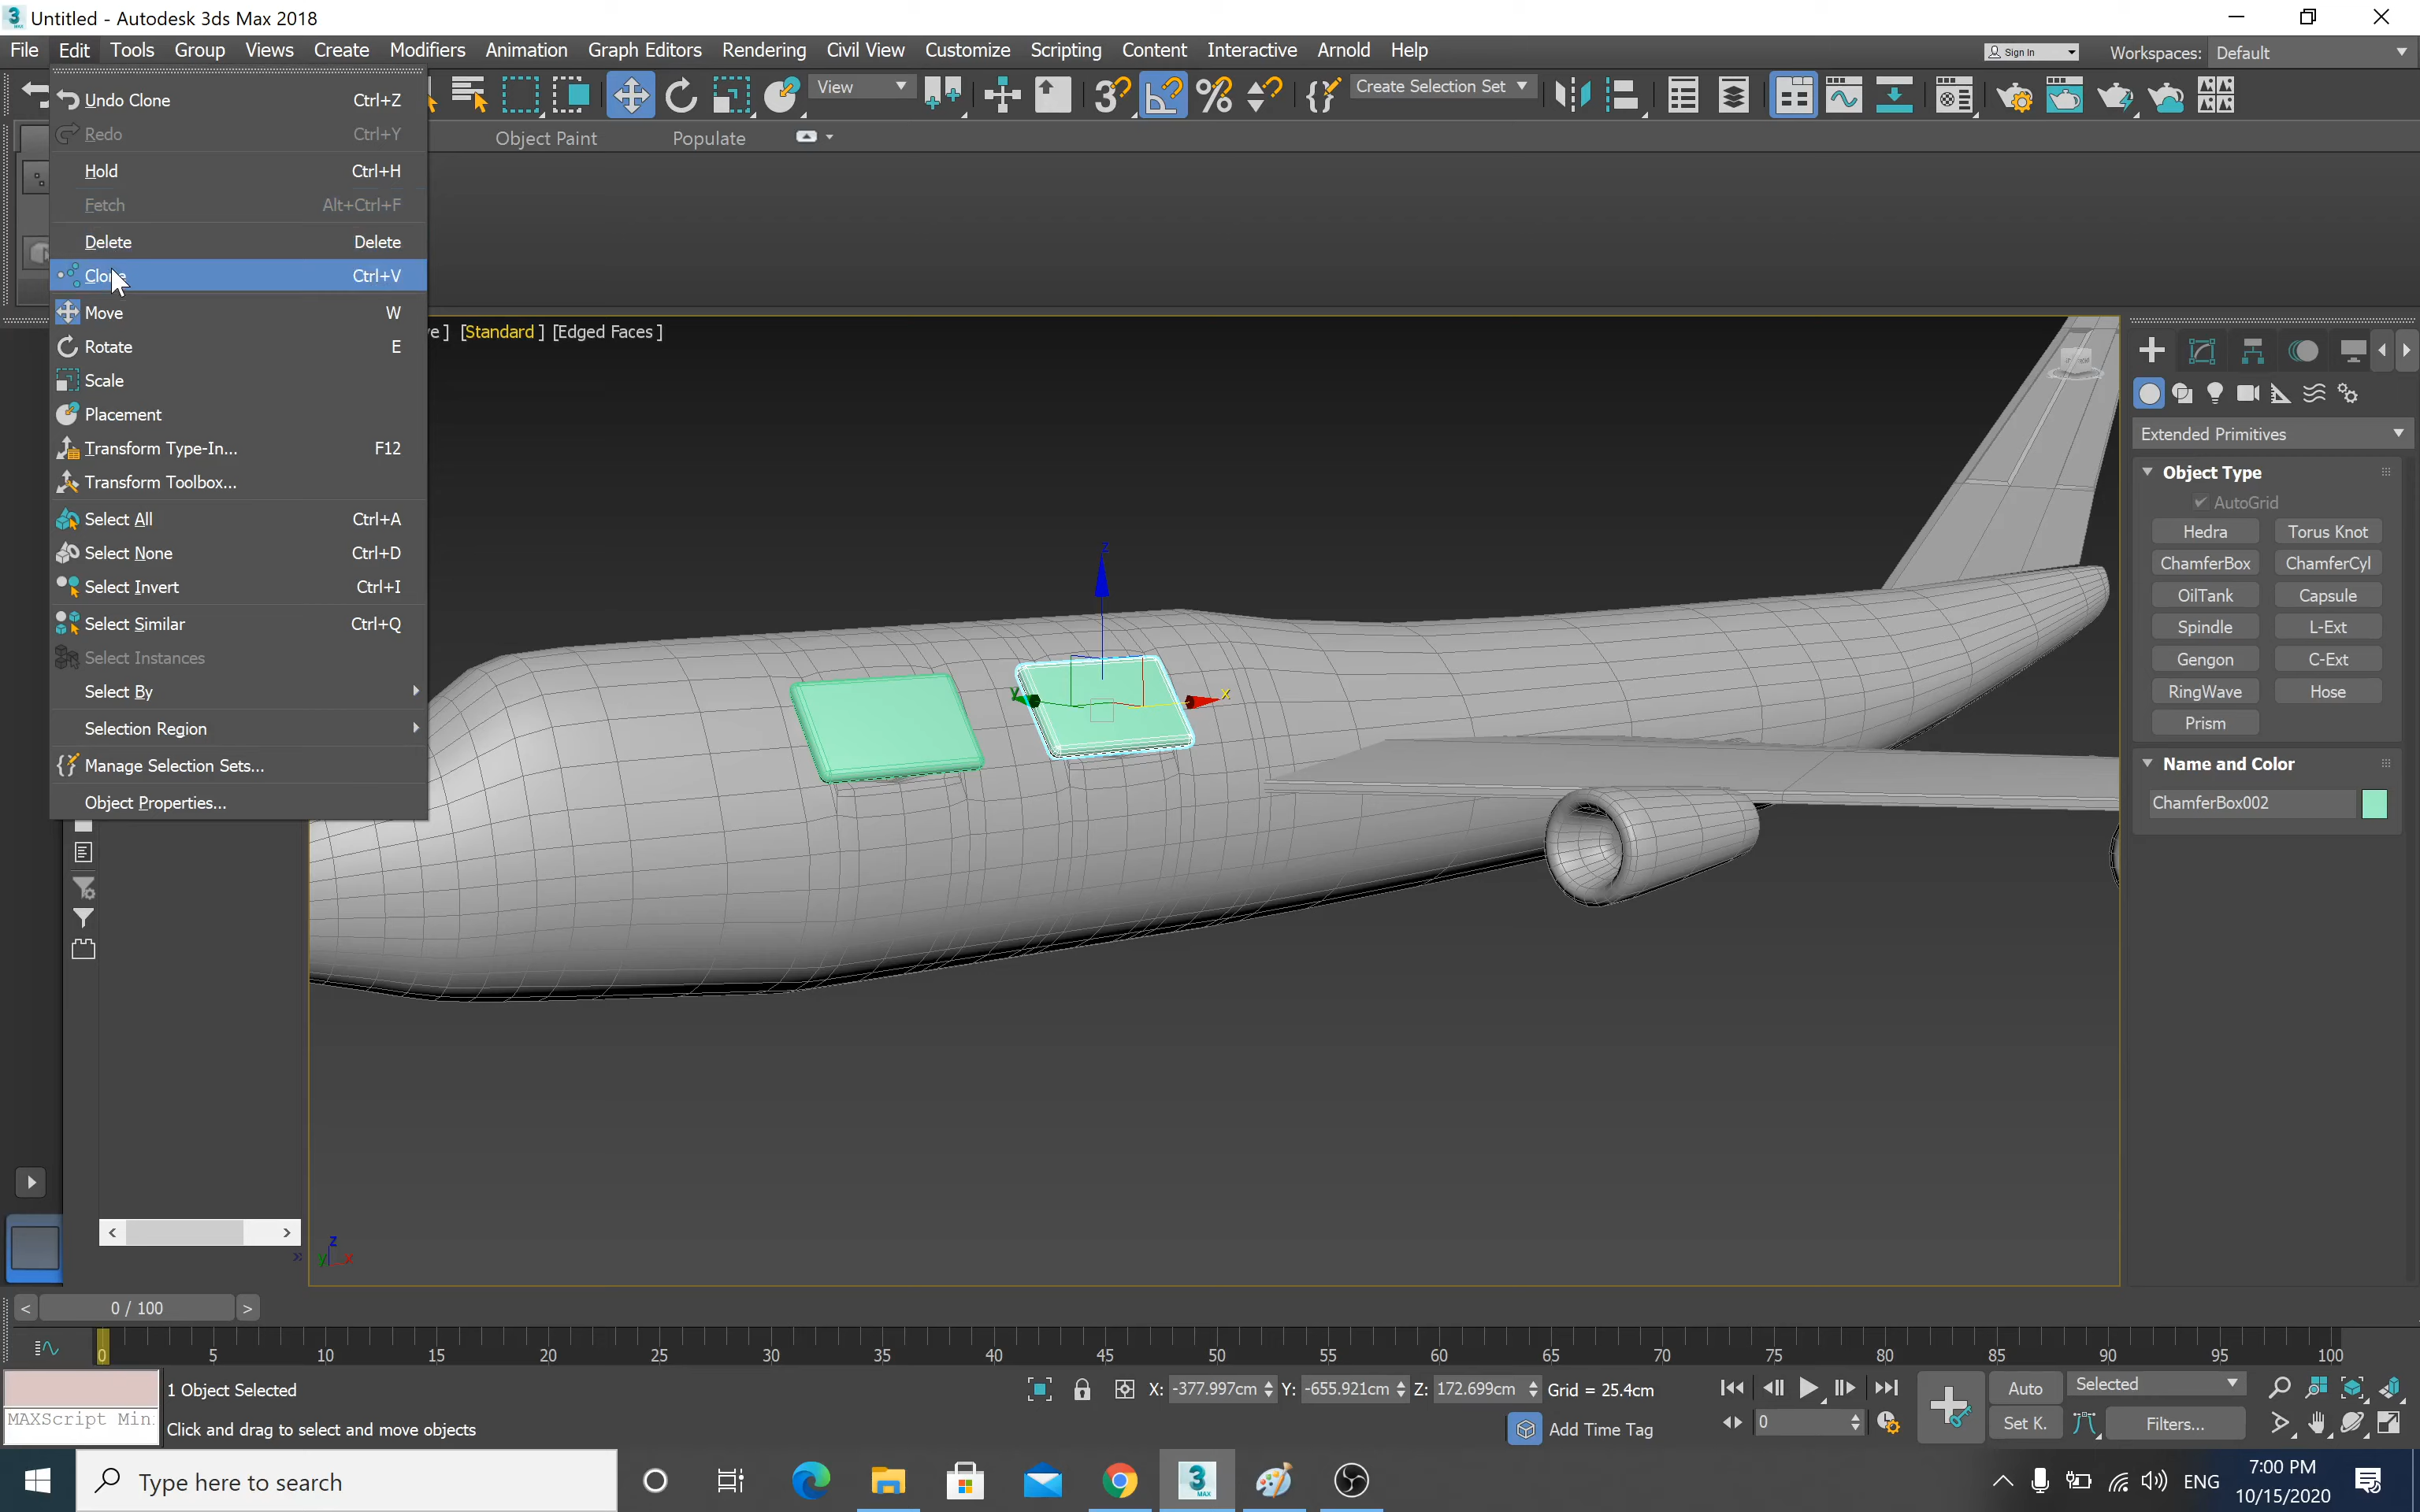 Untitled - Autodesk 3ds Max 2018
File Edit Tools Group Views Create Modifiers Animation Graph Editors Rendering Civil View Customize Scripting Content Interactive Arnold Help
Sign In
Workspaces: Default
View
Create Selection Set
Object Paint Populate
Undo Clone Ctrl+Z
Redo Ctrl+Y
Hold Ctrl+H
Fetch Alt+Ctrl+F
Delete Delete
Clone Ctrl+V
Move W
Rotate E
Scale
Placement
Transform Type-In... F12
Transform Toolbox...
Select All Ctrl+A
Select None Ctrl+D
Select Invert Ctrl+I
Select Similar Ctrl+Q
Select Instances
Select By
Selection Region
Manage Selection Sets...
Object Properties...
[Standard] [Edged Faces]
z
y
x
z
y x
Extended Primitives
Object Type
AutoGrid
Hedra Torus Knot
ChamferBox ChamferCyl
OilTank Capsule
Spindle L-Ext
Gengon C-Ext
RingWave Hose
Prism
Name and Color
ChamferBox002
< 0 / 100 >
0 5 10 15 20 25 30 35 40 45 50 55 60 65 70 75 80 85 90 95 100
1 Object Selected
X: -377.997cm Y: -655.921cm Z: 172.699cm Grid = 25.4cm
Auto Selected
MAXScript Min
Click and drag to select and move objects
Add Time Tag
0
Set K. Filters...
Type here to search
3 MAX
ENG
7:00 PM
10/15/2020